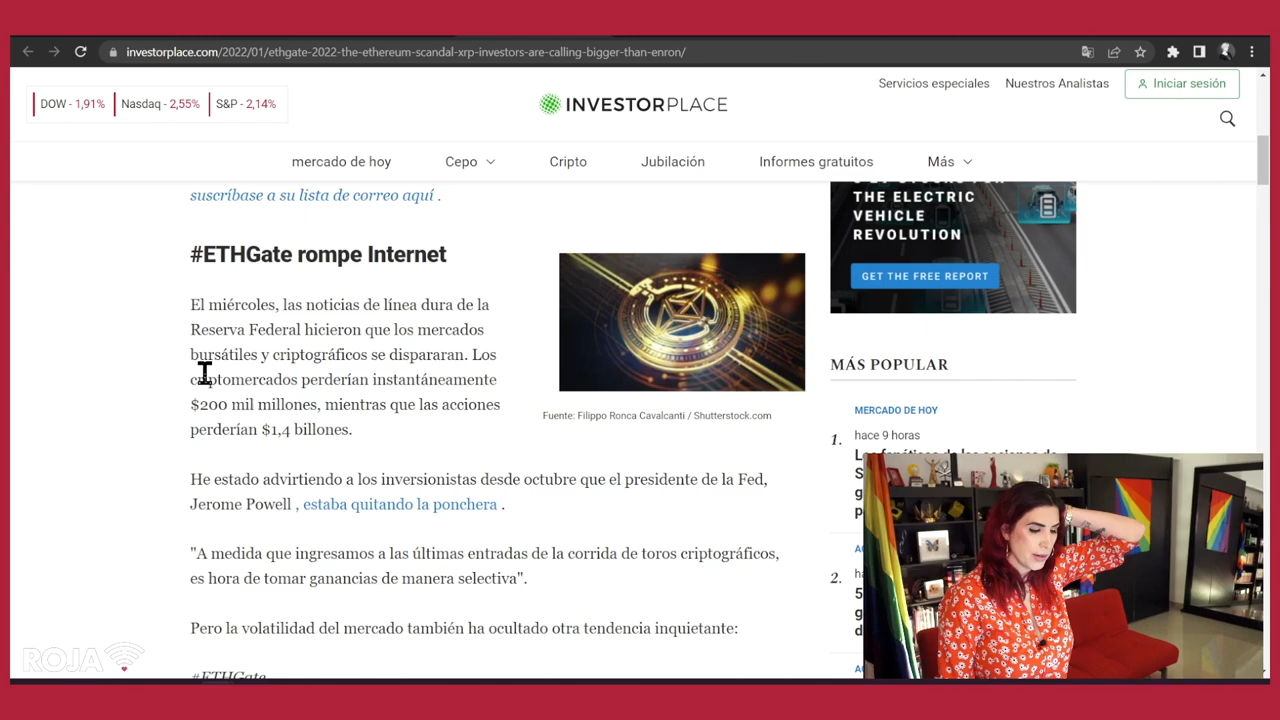 investorplace.com/2022/01/ethgate-2022-the-ethereum-scandal-xrp-investors-are-calling-bigger-than-enron/
Servicios especiales
Nuestros Analistas
Iniciar sesión
DOW - 1,91%
Nasdaq - 2,55%
S&P - 2,14%
INVESTORPLACE
mercado de hoy
Cepo
Cripto
Jubilación
Informes gratuitos
Más
suscríbase a su lista de correo aquí .
#ETHGate rompe Internet
El miércoles, las noticias de línea dura de la
Reserva Federal hicieron que los mercados
bursátiles y criptográficos se dispararan. Los
criptomercados perderían instantáneamente
$200 mil millones, mientras que las acciones
perderían $1,4 billones.
Fuente: Filippo Ronca Cavalcanti / Shutterstock.com
He estado advirtiendo a los inversionistas desde octubre que el presidente de la Fed,
Jerome Powell , estaba quitando la ponchera .
"A medida que ingresamos a las últimas entradas de la corrida de toros criptográficos,
es hora de tomar ganancias de manera selectiva".
Pero la volatilidad del mercado también ha ocultado otra tendencia inquietante:
#ETHGate
THE ELECTRIC
VEHICLE
REVOLUTION
GET THE FREE REPORT
MÁS POPULAR
MERCADO DE HOY
1.
hace 9 horas
2.
ROJA